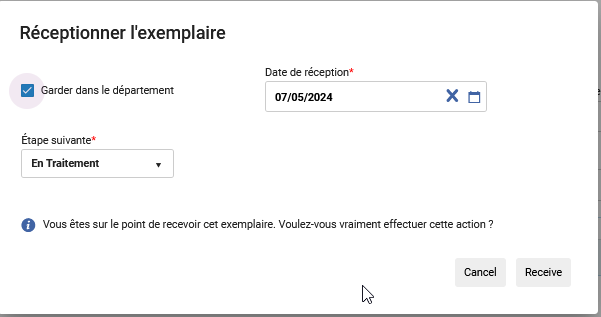 Réceptionner l'exemplaire
Garder dans le département
Date de réception*
07/05/2024
Étape suivante*
En Traitement
Vous êtes sur le point de recevoir cet exemplaire. Voulez-vous vraiment effectuer cette action ?
Cancel
Receive